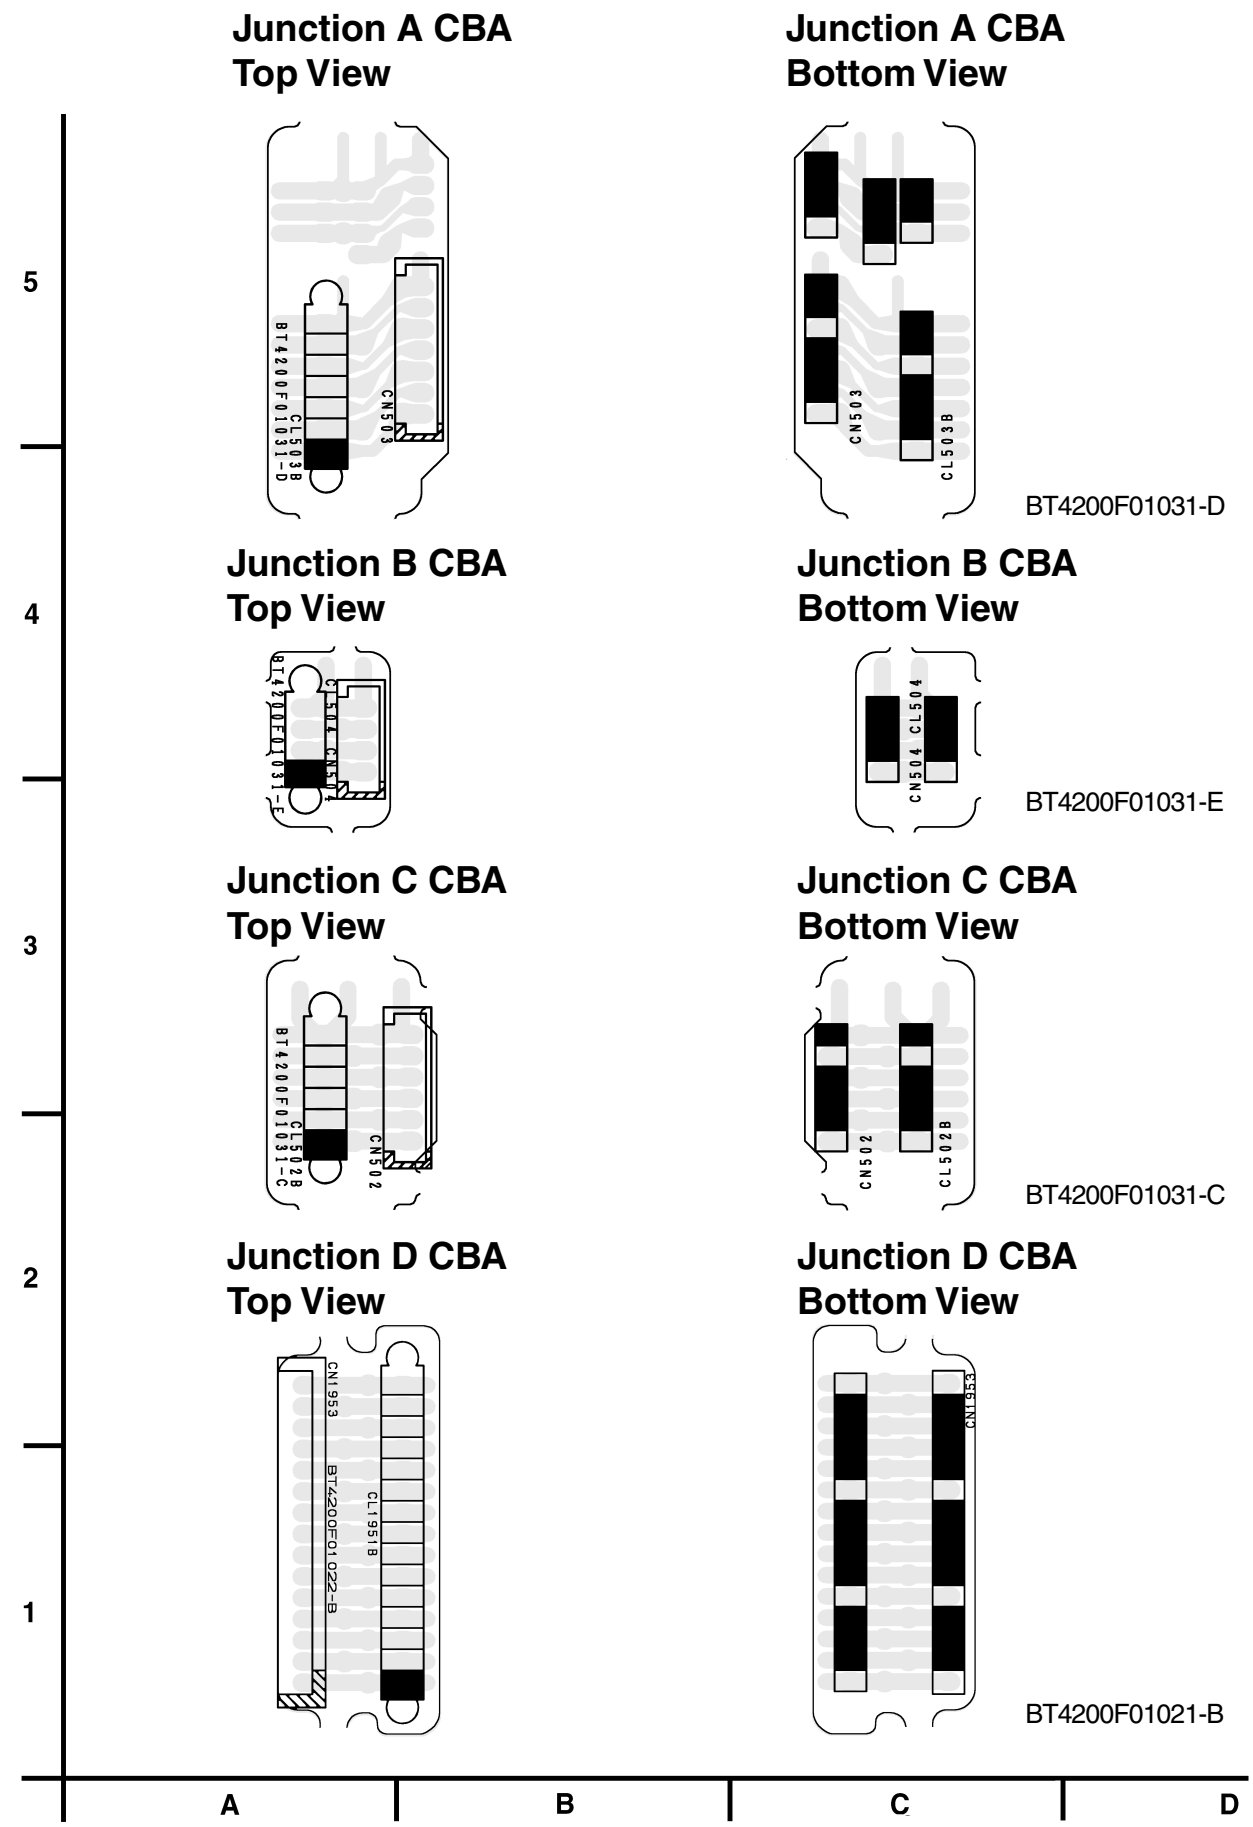 Junction A CBA
Top View
Junction A CBA
Bottom View
5
BT4200F01031-D
CL503B
CN503
CN503
CL503B
BT4200F01031-D
Junction B CBA
Top View
Junction B CBA
Bottom View
4
BT4200F01031-E
CL504 CN504
CN504 CL504
BT4200F01031-E
Junction C CBA
Top View
Junction C CBA
Bottom View
3
BT4200F01031-C
CL502B
CN502
CN502
CL502B
BT4200F01031-C
Junction D CBA
Top View
Junction D CBA
Bottom View
2
CN1953
BT4200F01022-B
CL1951B
CN1953
1
BT4200F01021-B
A
B
C
D